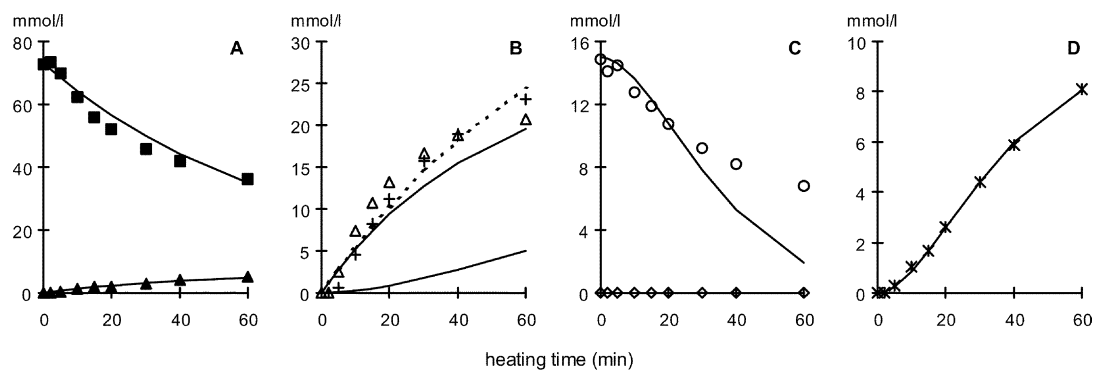 mmol/l mmol/l mmol/l mmol/l
A B C D
80 30 16 10
60 25 12 8
40 20 8 6
20 15 4 4
0 10 0 2
5 0
0
0 20 40 60 0 20 40 60 0 20 40 60 0 20 40 60
heating time (min)